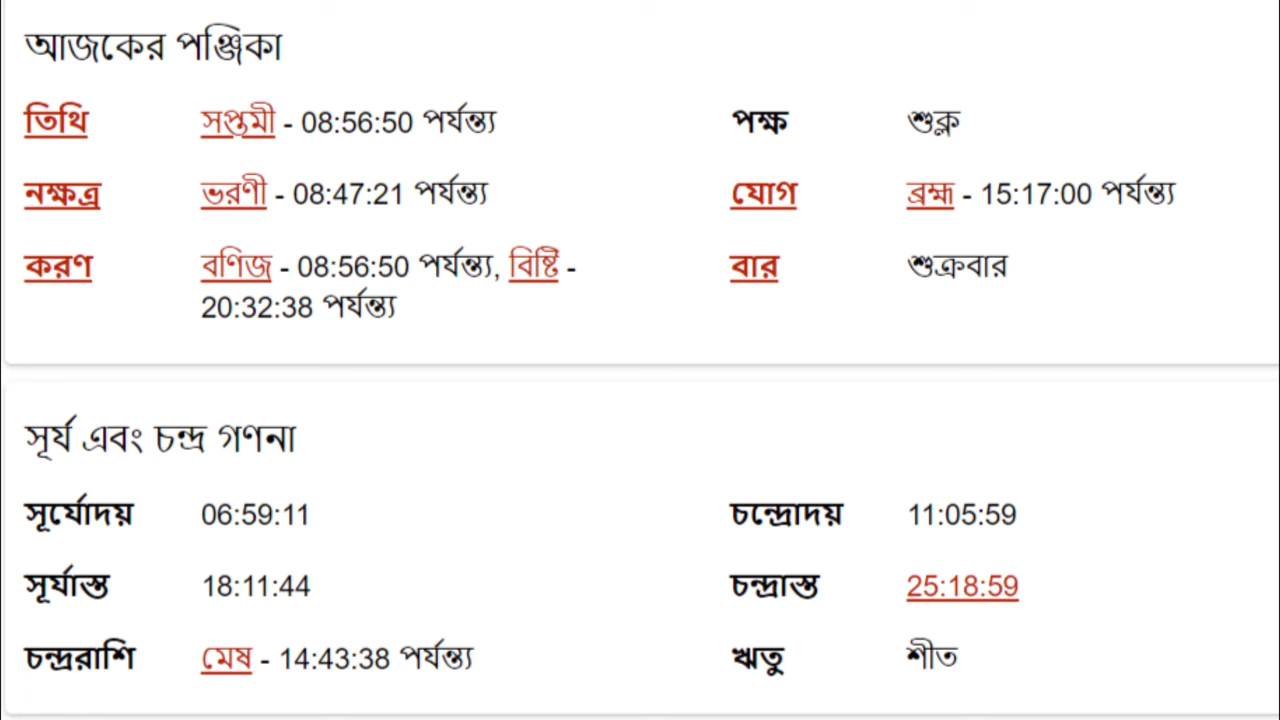 আজকের পঞ্জিকা
তিথি সপ্তমী - 08:56:50 পর্যন্ত্য পক্ষ শুক্ল
নক্ষত্র ভরণী - 08:47:21 পর্যন্ত্য যোগ ব্রহ্ম - 15:17:00 পর্যন্ত্য
করণ বণিজ - 08:56:50 পর্যন্ত্য, বিষ্টি - বার শুক্রবার
20:32:38 পর্যন্ত্য
সূর্য এবং চন্দ্র গণনা
সূর্যোদয় 06:59:11 চন্দ্রোদয় 11:05:59
সূর্যাস্ত 18:11:44 চন্দ্রাস্ত 25:18:59
চন্দ্ররাশি মেষ - 14:43:38 পর্যন্ত্য ঋতু শীত